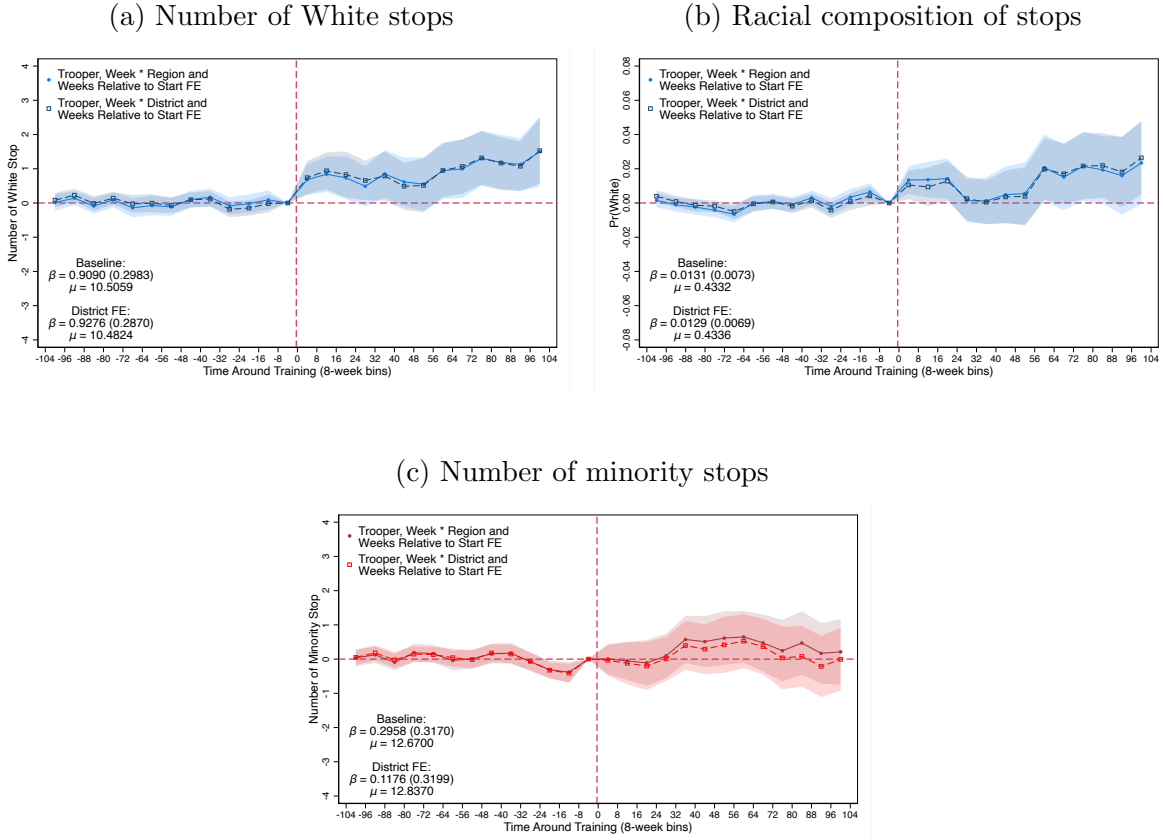 (a) Number of White stops
4
3
2
1
0
-1
-2
-3
-4
Number of White Stop
Trooper, Week * Region and
Weeks Relative to Start FE
Trooper, Week * District and
Weeks Relative to Start FE
Baseline:
β = 0.9090 (0.2983)
μ = 10.5059
District FE:
β = 0.9276 (0.2870)
μ = 10.4824
-104 -96 -88 -80 -72 -64 -56 -48 -40 -32 -24 -16 -8 0 8 16 24 32 40 48 56 64 72 80 88 96 104
Time Around Training (8-week bins)
(b) Racial composition of stops
0.08
0.06
0.04
0.02
0.00
-0.02
-0.04
-0.06
-0.08
Pr(White)
Trooper, Week * Region and
Weeks Relative to Start FE
Trooper, Week * District and
Weeks Relative to Start FE
Baseline:
β = 0.0131 (0.0073)
μ = 0.4332
District FE:
β = 0.0129 (0.0069)
μ = 0.4336
-104 -96 -88 -80 -72 -64 -56 -48 -40 -32 -24 -16 -8 0 8 16 24 32 40 48 56 64 72 80 88 96 104
Time Around Training (8-week bins)
(c) Number of minority stops
4
3
2
1
0
-1
-2
-3
-4
Number of Minority Stop
Trooper, Week * Region and
Weeks Relative to Start FE
Trooper, Week * District and
Weeks Relative to Start FE
Baseline:
β = 0.2958 (0.3170)
μ = 12.6700
District FE:
β = 0.1176 (0.3199)
μ = 12.8370
-104 -96 -88 -80 -72 -64 -56 -48 -40 -32 -24 -16 -8 0 8 16 24 32 40 48 56 64 72 80 88 96 104
Time Around Training (8-week bins)